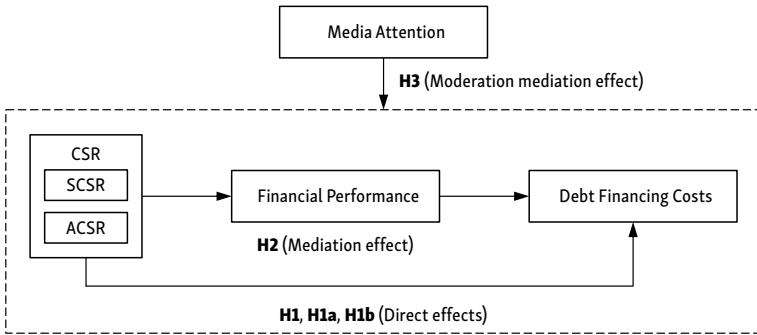 Media Attention
H3 (Moderation mediation effect)
CSR
SCSR
ACSR
Financial Performance
Debt Financing Costs
H2 (Mediation effect)
H1, H1a, H1b (Direct effects)